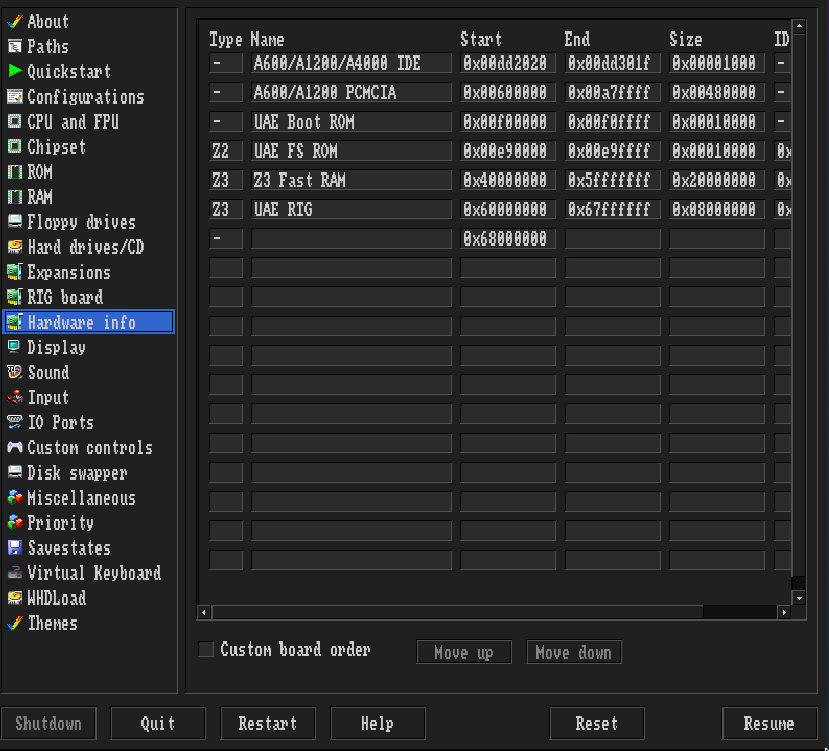 About
Paths
Quickstart
Configurations
CPU and FPU
Chipset
ROM
RAM
Floppy drives
Hard drives/CD
Expansions
RTG board
Hardware info
Display
Sound
Input
IO Ports
Custom controls
Disk swapper
Miscellaneous
Priority
Savestates
Virtual Keyboard
WHDLoad
Themes
Type Name Start End Size ID
- A600/A1200/A4000 IDE 0x00dd2020 0x00dd301f 0x00001000 -
- A600/A1200 PCMCIA 0x00600000 0x00a7ffff 0x00480000 -
- UAE Boot ROM 0x00f00000 0x00f0ffff 0x00010000 -
Z2 UAE FS ROM 0x00e90000 0x00e9ffff 0x00010000 0x
Z3 Z3 Fast RAM 0x40000000 0x5fffffff 0x20000000 0x
Z3 UAE RTG 0x60000000 0x67ffffff 0x08000000 0x
- 0x68000000
Custom board order Move up Move down
Shutdown Quit Restart Help Reset Resume